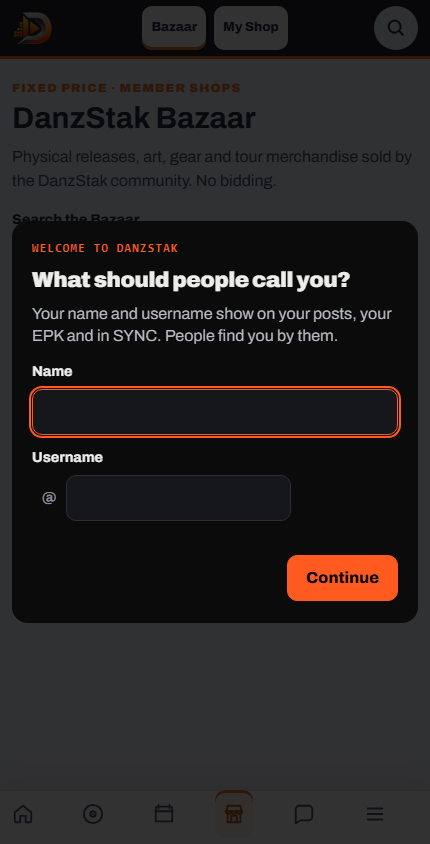 Bazaar
My Shop
FIXED PRICE · MEMBER SHOPS
DanzStak Bazaar
Physical releases, art, gear and tour merchandise sold by
the DanzStak community. No bidding.
Search the Bazaar
WELCOME TO DANZSTAK
What should people call you?
Your name and username show on your posts, your
EPK and in SYNC. People find you by them.
Name
Username
@
Continue